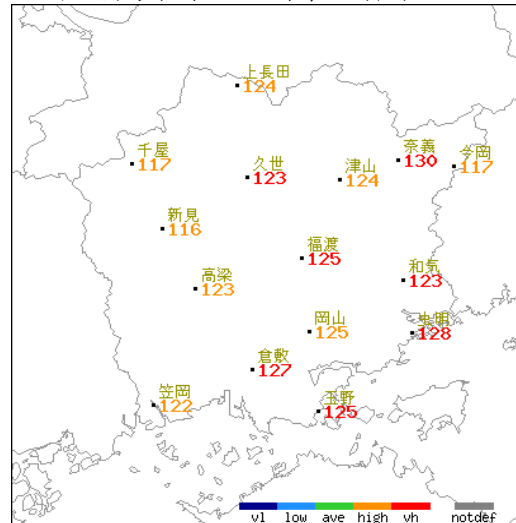 上長田
124
千屋
117
久世
123
津山
124
奈義
130
今岡
117
新見
116
福渡
125
和気
123
高梁
123
岡山
125
虫明
128
倉敷
127
笠岡
122
玉野
125
vl low ave high vh notdef